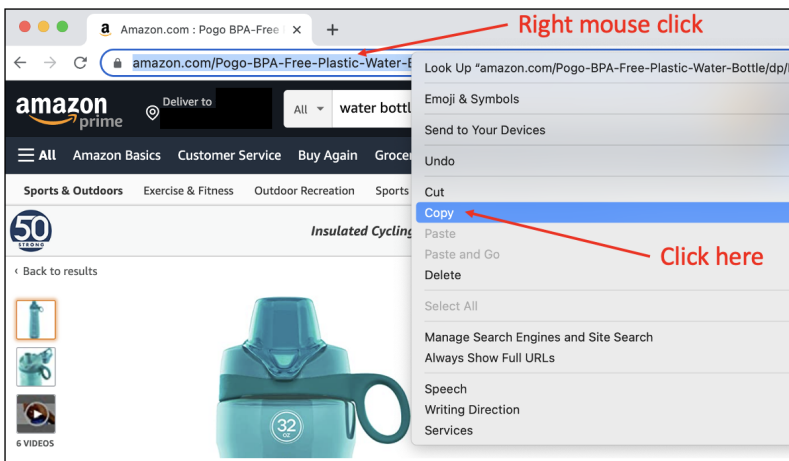 Right mouse click
Amazon.com : Pogo BPA-Free
amazon.com/Pogo-BPA-Free-Plastic-Water-
Look Up “amazon.com/Pogo-BPA-Free-Plastic-Water-Bottle/dp/
amazon prime
Deliver to
All
water bottl
Emoji & Symbols
Send to Your Devices
All Amazon Basics Customer Service Buy Again Grocer
Undo
Sports & Outdoors Exercise & Fitness Outdoor Recreation Sports
Cut
Copy
50
STRONG
Insulated Cycling
Paste
Paste and Go
Click here
Delete
‹ Back to results
Select All
Manage Search Engines and Site Search
Always Show Full URLs
Speech
Writing Direction
Services
32
OZ
6 VIDEOS